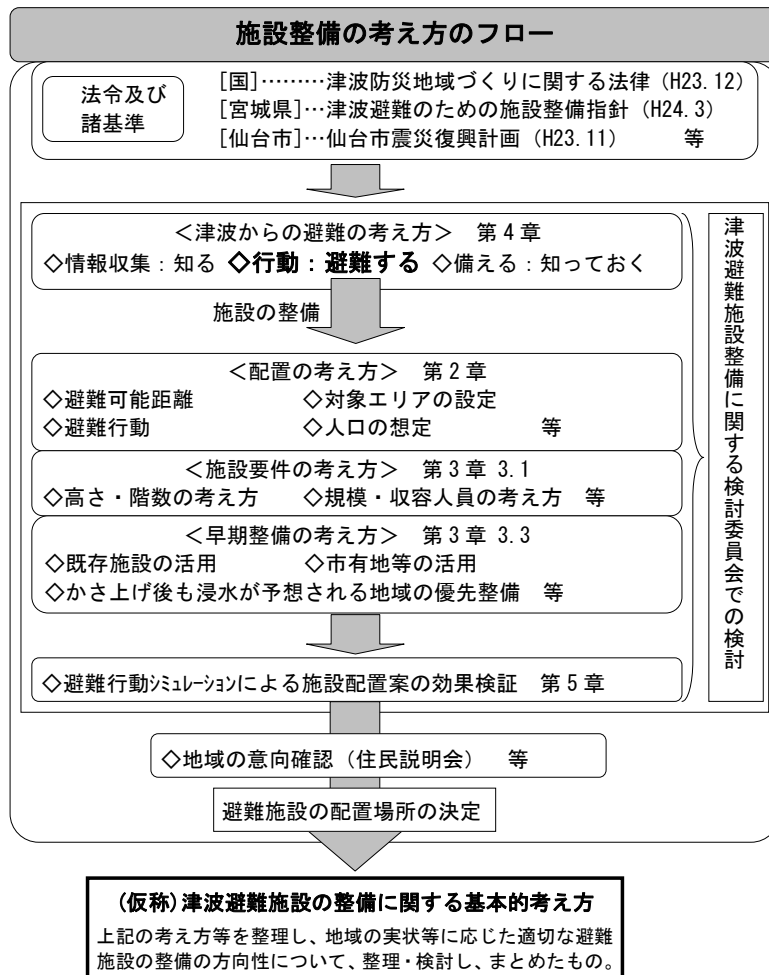 施設整備の考え方のフロー
法令及び
諸基準
[国]………津波防災地域づくりに関する法律(H23.12)
[宮城県]…津波避難のための施設整備指針(H24.3)
[仙台市]…仙台市震災復興計画(H23.11)　等
<津波からの避難の考え方>　第4章
◇情報収集：知る ◇行動：避難する ◇備える：知っておく
施設の整備
<配置の考え方>　第2章
◇避難可能距離　◇対象エリアの設定
◇避難行動　◇人口の想定　等
<施設要件の考え方>　第3章 3.1
◇高さ・階数の考え方　◇規模・収容人員の考え方　等
<早期整備の考え方>　第3章 3.3
◇既存施設の活用　◇市有地等の活用
◇かさ上げ後も浸水が予想される地域の優先整備　等
◇避難行動ｼﾐｭﾚｰｼｮﾝによる施設配置案の効果検証　第5章
津波避難施設整備に関する検討委員会での検討
◇地域の意向確認（住民説明会）　等
避難施設の配置場所の決定
(仮称)津波避難施設の整備に関する基本的考え方
上記の考え方等を整理し、地域の実状等に応じた適切な避難
施設の整備の方向性について、整理・検討し、まとめたもの。